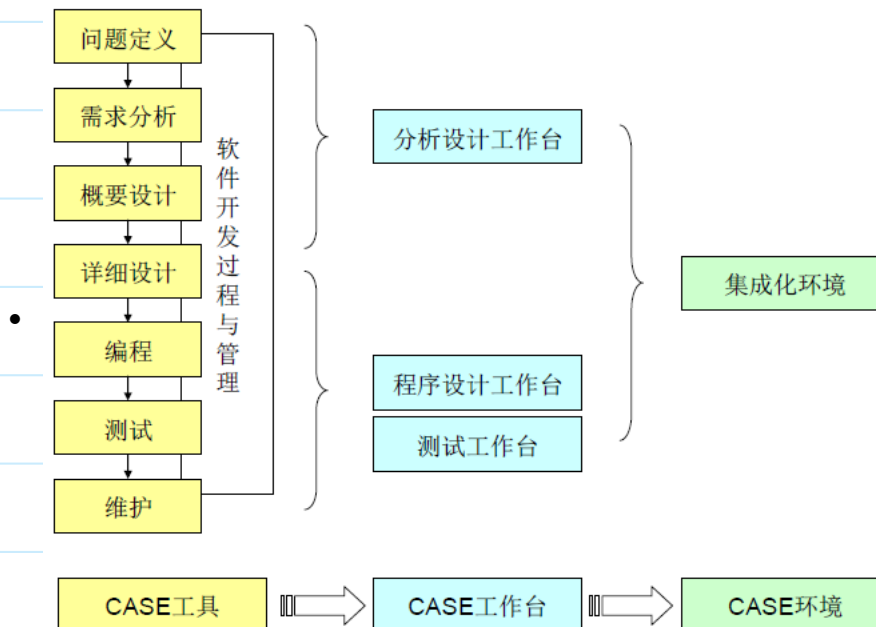 问题定义
需求分析
概要设计
详细设计
编程
测试
维护
软件开发过程与管理
分析设计工作台
程序设计工作台
测试工作台
集成化环境
CASE工具
CASE工作台
CASE环境